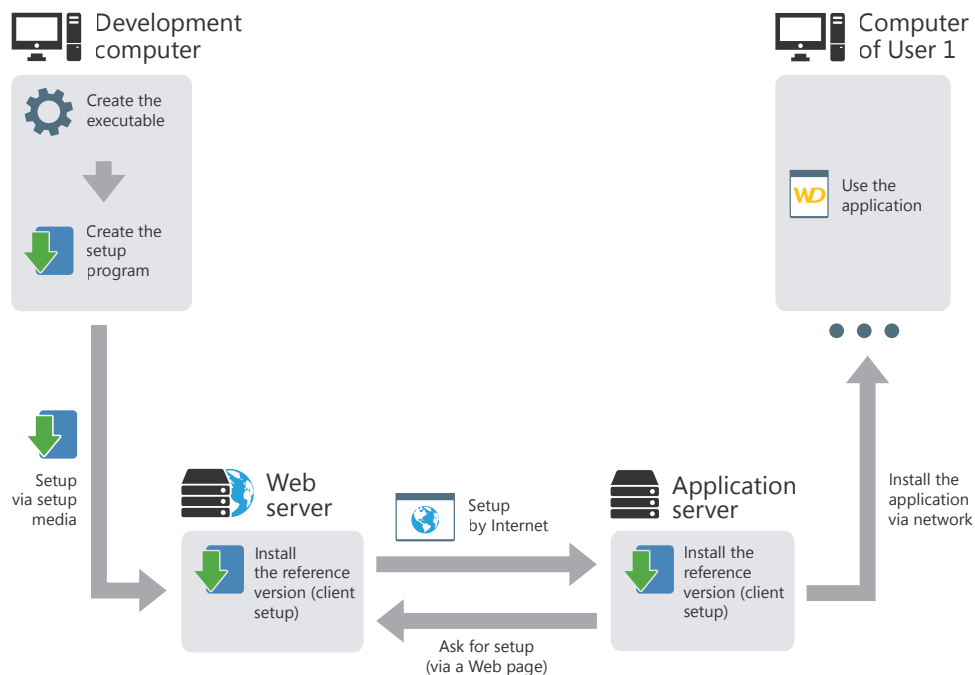 Development
computer
Create the
executable
Create the
setup
program
Computer
of User 1
WD
Use the
application
Setup
via setup
media
Web
server
Install
the reference
version (client
setup)
Setup
by Internet
Ask for setup
(via a Web page)
Application
server
Install the
reference
version (client
setup)
Install the
application
via network